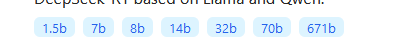 DeepSeek-R1 based on Llama and Qwen.
1.5b 7b 8b 14b 32b 70b 671b